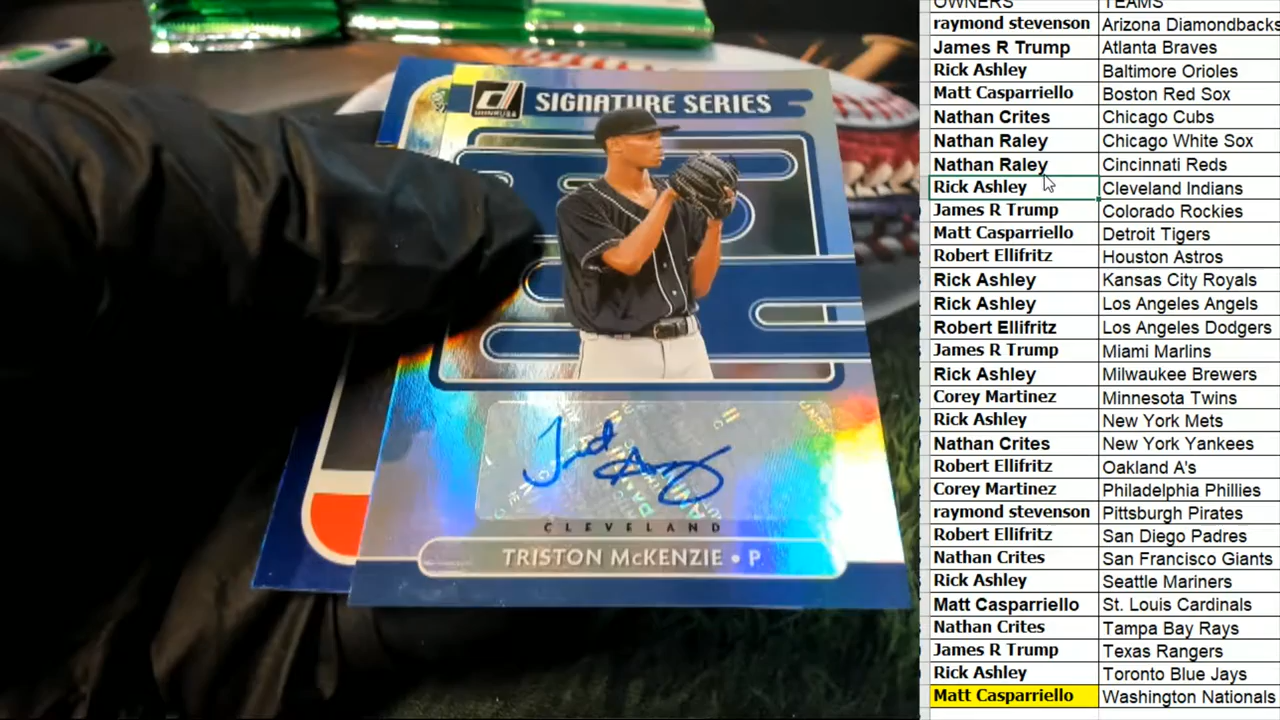 DONRUSS
SIGNATURE SERIES
CLEVELAND
TRISTON McKENZIE • P
OWNERS TEAMS
raymond stevenson Arizona Diamondbacks
James R Trump Atlanta Braves
Rick Ashley Baltimore Orioles
Matt Casparriello Boston Red Sox
Nathan Crites Chicago Cubs
Nathan Raley Chicago White Sox
Nathan Raley Cincinnati Reds
Rick Ashley Cleveland Indians
James R Trump Colorado Rockies
Matt Casparriello Detroit Tigers
Robert Ellifritz Houston Astros
Rick Ashley Kansas City Royals
Rick Ashley Los Angeles Angels
Robert Ellifritz Los Angeles Dodgers
James R Trump Miami Marlins
Rick Ashley Milwaukee Brewers
Corey Martinez Minnesota Twins
Rick Ashley New York Mets
Nathan Crites New York Yankees
Robert Ellifritz Oakland A's
Corey Martinez Philadelphia Phillies
raymond stevenson Pittsburgh Pirates
Robert Ellifritz San Diego Padres
Nathan Crites San Francisco Giants
Rick Ashley Seattle Mariners
Matt Casparriello St. Louis Cardinals
Nathan Crites Tampa Bay Rays
James R Trump Texas Rangers
Rick Ashley Toronto Blue Jays
Matt Casparriello Washington Nationals